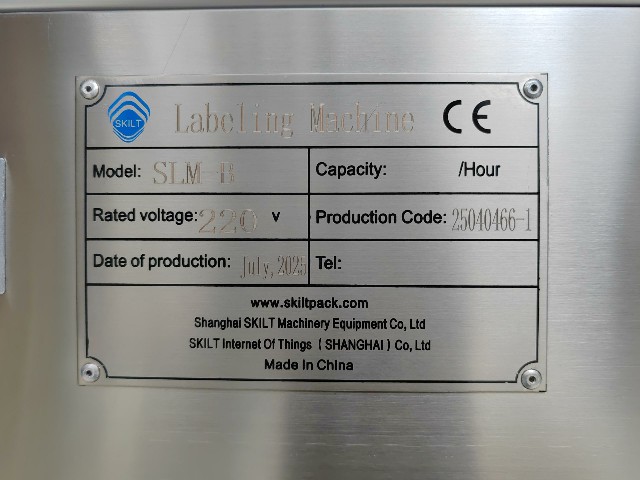 SKILT Labeling Machine CE
Model: SLM-B Capacity: /Hour
Rated voltage: 220 V Production Code: 25040466-1
Date of production: July,2025 Tel:
www.skiltpack.com
Shanghai SKILT Machinery Equipment Co, Ltd
SKILT Internet Of Things ( SHANGHAI ) Co, Ltd
Made In China